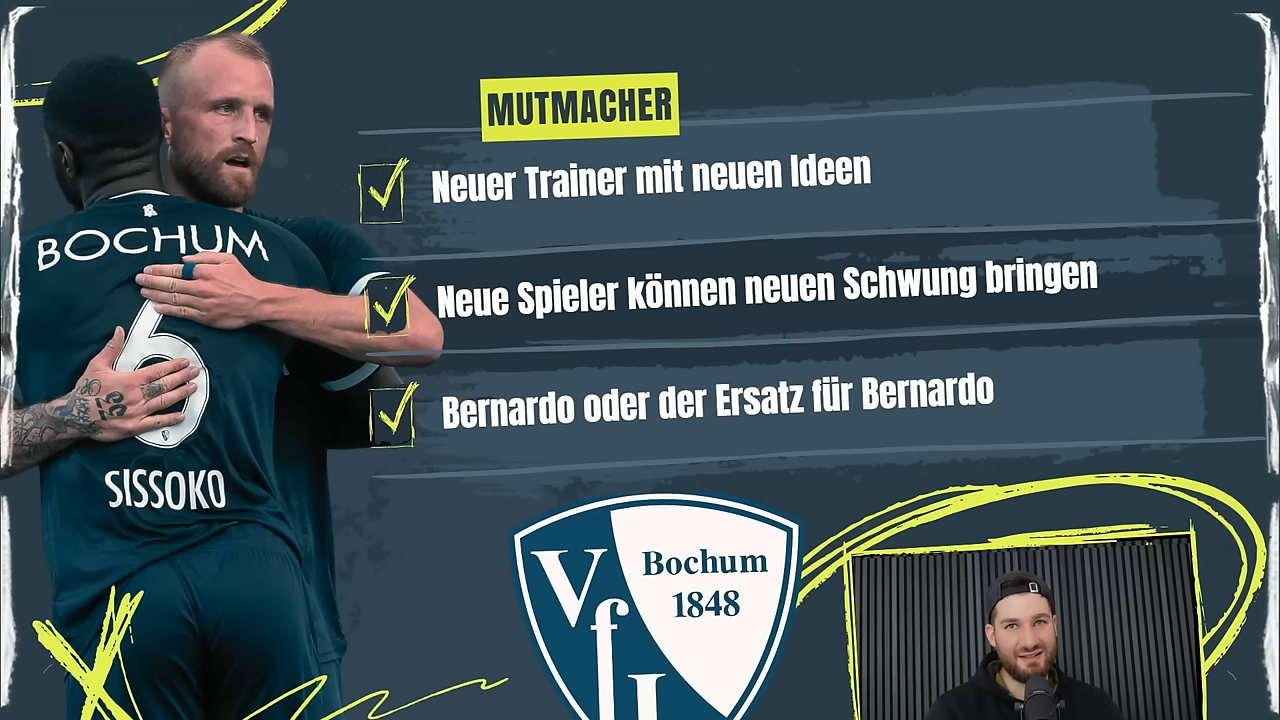 MUTMACHER
Neuer Trainer mit neuen Ideen
Neue Spieler können neuen Schwung bringen
Bernardo oder der Ersatz für Bernardo
BOCHUM
6
SISSOKO
VfL
Bochum
1848